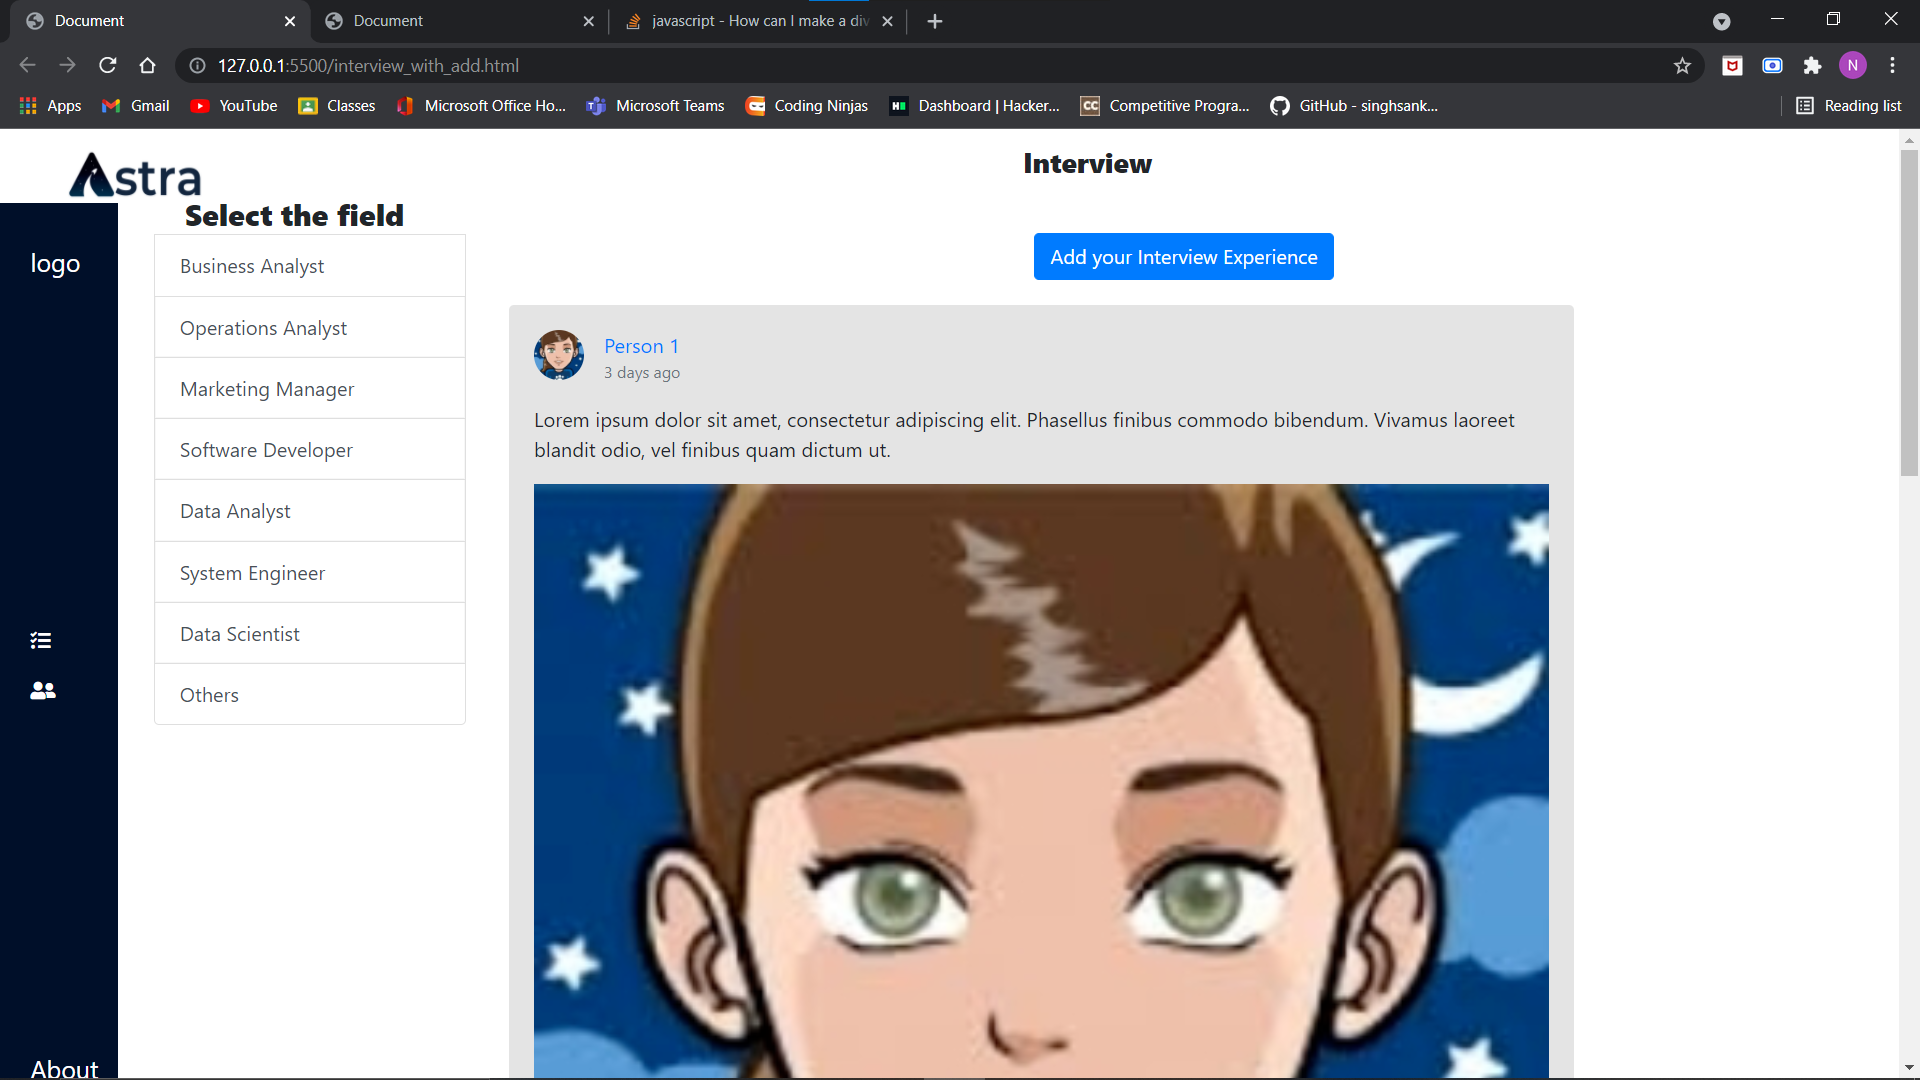 Document
Document
javascript - How can I make a div
127.0.0.1:5500/interview_with_add.html
N
Apps
Gmail
YouTube
Classes
Microsoft Office Ho...
Microsoft Teams
Coding Ninjas
Dashboard | Hacker...
CC
Competitive Progra...
GitHub - singhsank...
Reading list
Astra
Interview
Select the field
logo
Business Analyst
Add your Interview Experience
Operations Analyst
Person 1
3 days ago
Marketing Manager
Lorem ipsum dolor sit amet, consectetur adipiscing elit. Phasellus finibus commodo bibendum. Vivamus laoreet
blandit odio, vel finibus quam dictum ut.
Software Developer
Data Analyst
System Engineer
Data Scientist
Others
About